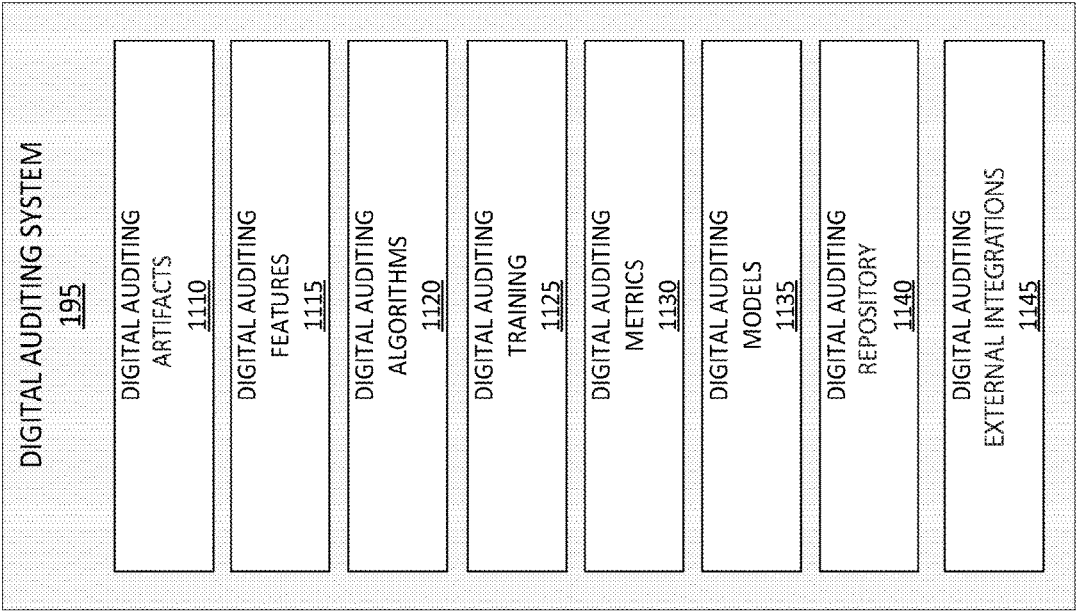 DIGITAL AUDITING SYSTEM
195
DIGITAL AUDITING
ARTIFACTS
1110
DIGITAL AUDITING
FEATURES
1115
DIGITAL AUDITING
ALGORITHMS
1120
DIGITAL AUDITING
TRAINING
1125
DIGITAL AUDITING
METRICS
1130
DIGITAL AUDITING
MODELS
1135
DIGITAL AUDITING
REPOSITORY
1140
DIGITAL AUDITING
EXTERNAL INTEGRATIONS
1145